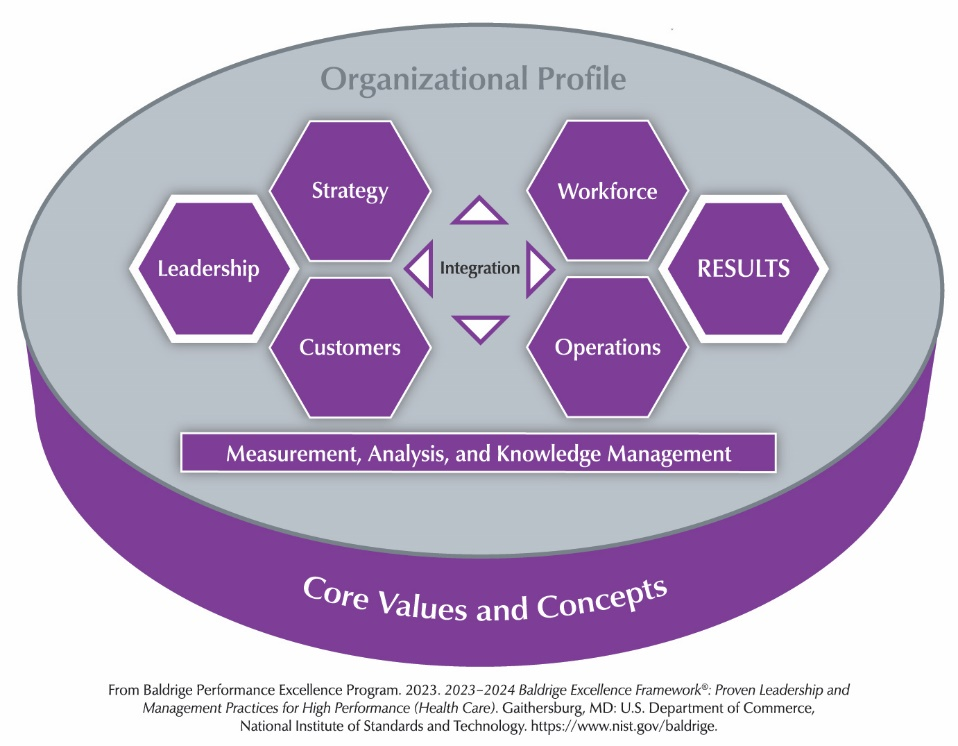 Organizational Profile
Strategy
Workforce
Leadership
Integration
RESULTS
Customers
Operations
Measurement, Analysis, and Knowledge Management
Core Values and Concepts
From Baldrige Performance Excellence Program. 2023. 2023–2024 Baldrige Excellence Framework®: Proven Leadership and
Management Practices for High Performance (Health Care). Gaithersburg, MD: U.S. Department of Commerce,
National Institute of Standards and Technology. https://www.nist.gov/baldrige.